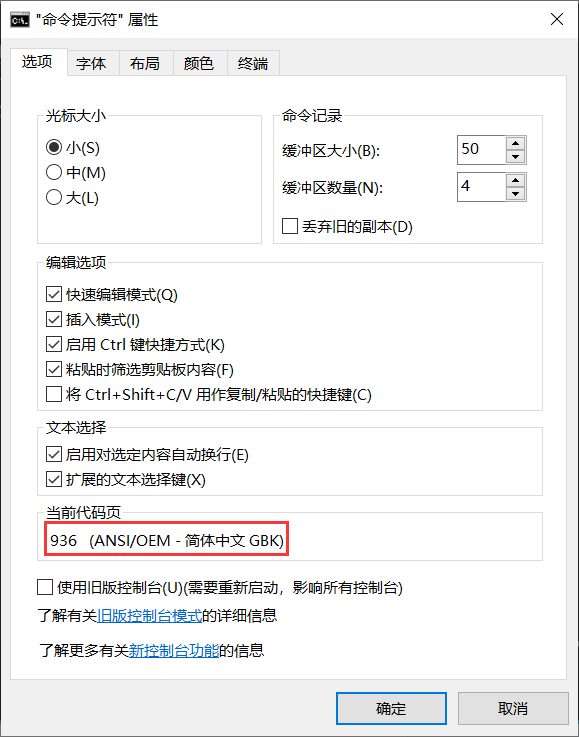 "命令提示符" 属性
选项 字体 布局 颜色 终端
光标大小
小(S)
中(M)
大(L)
命令记录
缓冲区大小(B): 50
缓冲区数量(N): 4
丢弃旧的副本(D)
编辑选项
快速编辑模式(Q)
插入模式(I)
启用 Ctrl 键快捷方式(K)
粘贴时筛选剪贴板内容(F)
将 Ctrl+Shift+C/V 用作复制/粘贴的快捷键(C)
文本选择
启用对选定内容自动换行(E)
扩展的文本选择键(X)
当前代码页
936 (ANSI/OEM - 简体中文 GBK)
使用旧版控制台(U)(需要重新启动，影响所有控制台)
了解有关旧版控制台模式的详细信息
了解更多有关新控制台功能的信息
确定 取消